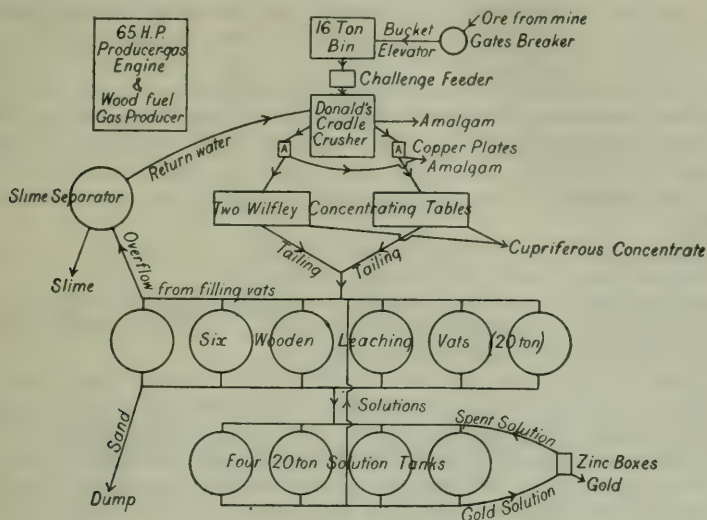 65 H.P.
Producer-gas
Engine
&
Wood fuel
Gas Producer
16 Ton
Bin
Bucket
Elevator
Ore from mine
Gates Breaker
Challenge Feeder
Donald's
Cradle
Crusher
Amalgam
A
A
Copper Plates
Amalgam
Return water
Slime Separator
Two Wilfley Concentrating Tables
Cupriferous Concentrate
Tailing
Tailing
Slime
Overflow
from filling vats
Six Wooden Leaching Vats (20 ton)
Solutions
Sand
Dump
Four 20 ton Solution Tanks
Spent Solution
Zinc Boxes
Gold
Gold Solution